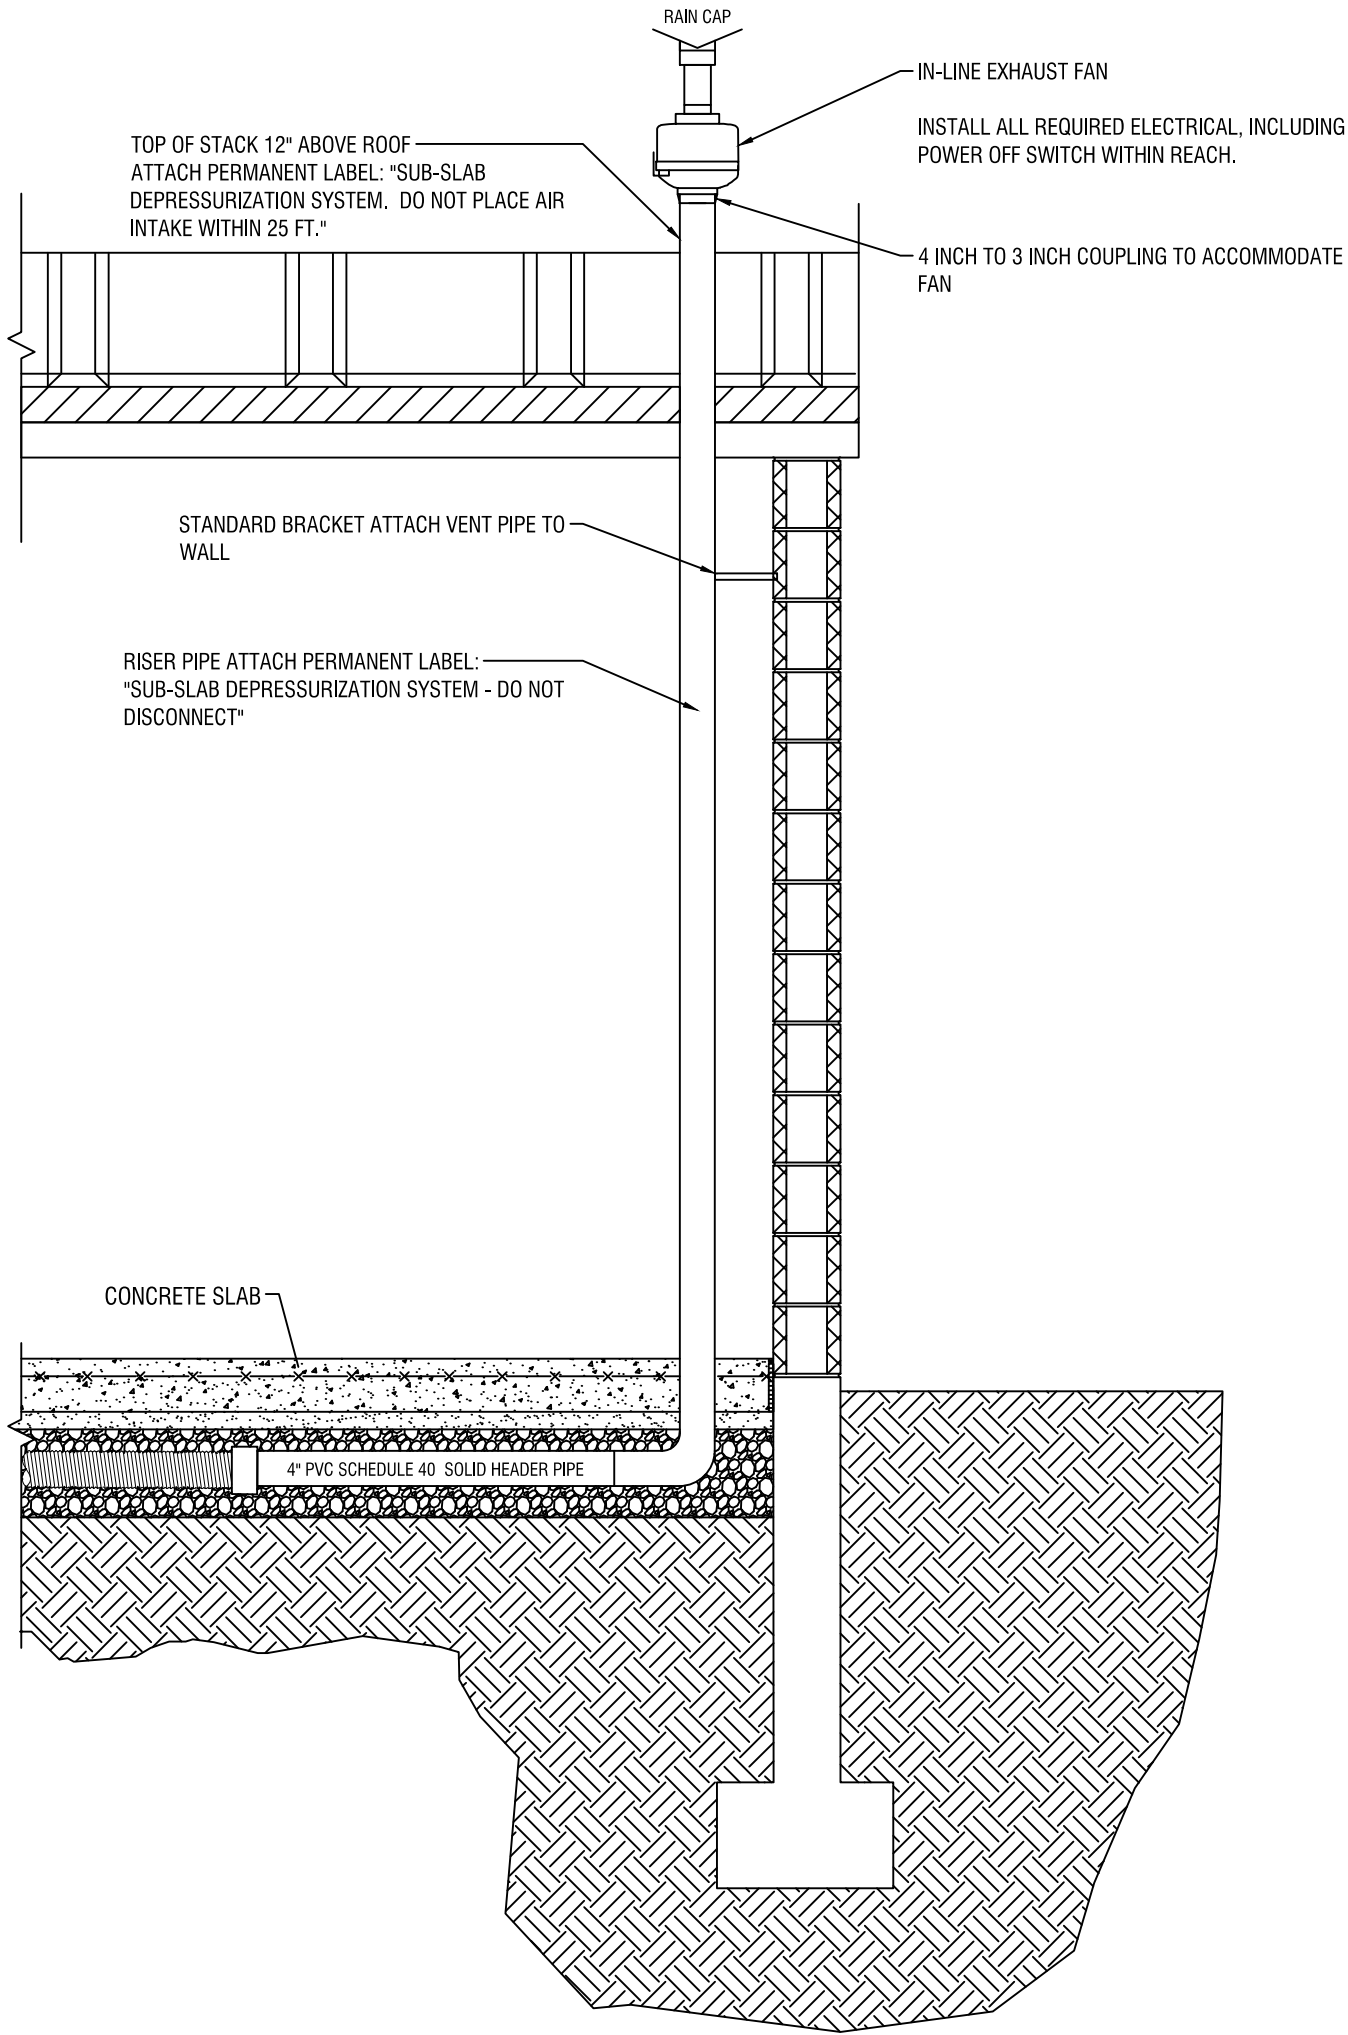 RAIN CAP
IN-LINE EXHAUST FAN
INSTALL ALL REQUIRED ELECTRICAL, INCLUDING
POWER OFF SWITCH WITHIN REACH.
TOP OF STACK 12" ABOVE ROOF
ATTACH PERMANENT LABEL: "SUB-SLAB
DEPRESSURIZATION SYSTEM. DO NOT PLACE AIR
INTAKE WITHIN 25 FT."
4 INCH TO 3 INCH COUPLING TO ACCOMMODATE
FAN
STANDARD BRACKET ATTACH VENT PIPE TO
WALL
RISER PIPE ATTACH PERMANENT LABEL:
"SUB-SLAB DEPRESSURIZATION SYSTEM - DO NOT
DISCONNECT"
CONCRETE SLAB
4" PVC SCHEDULE 40 SOLID HEADER PIPE